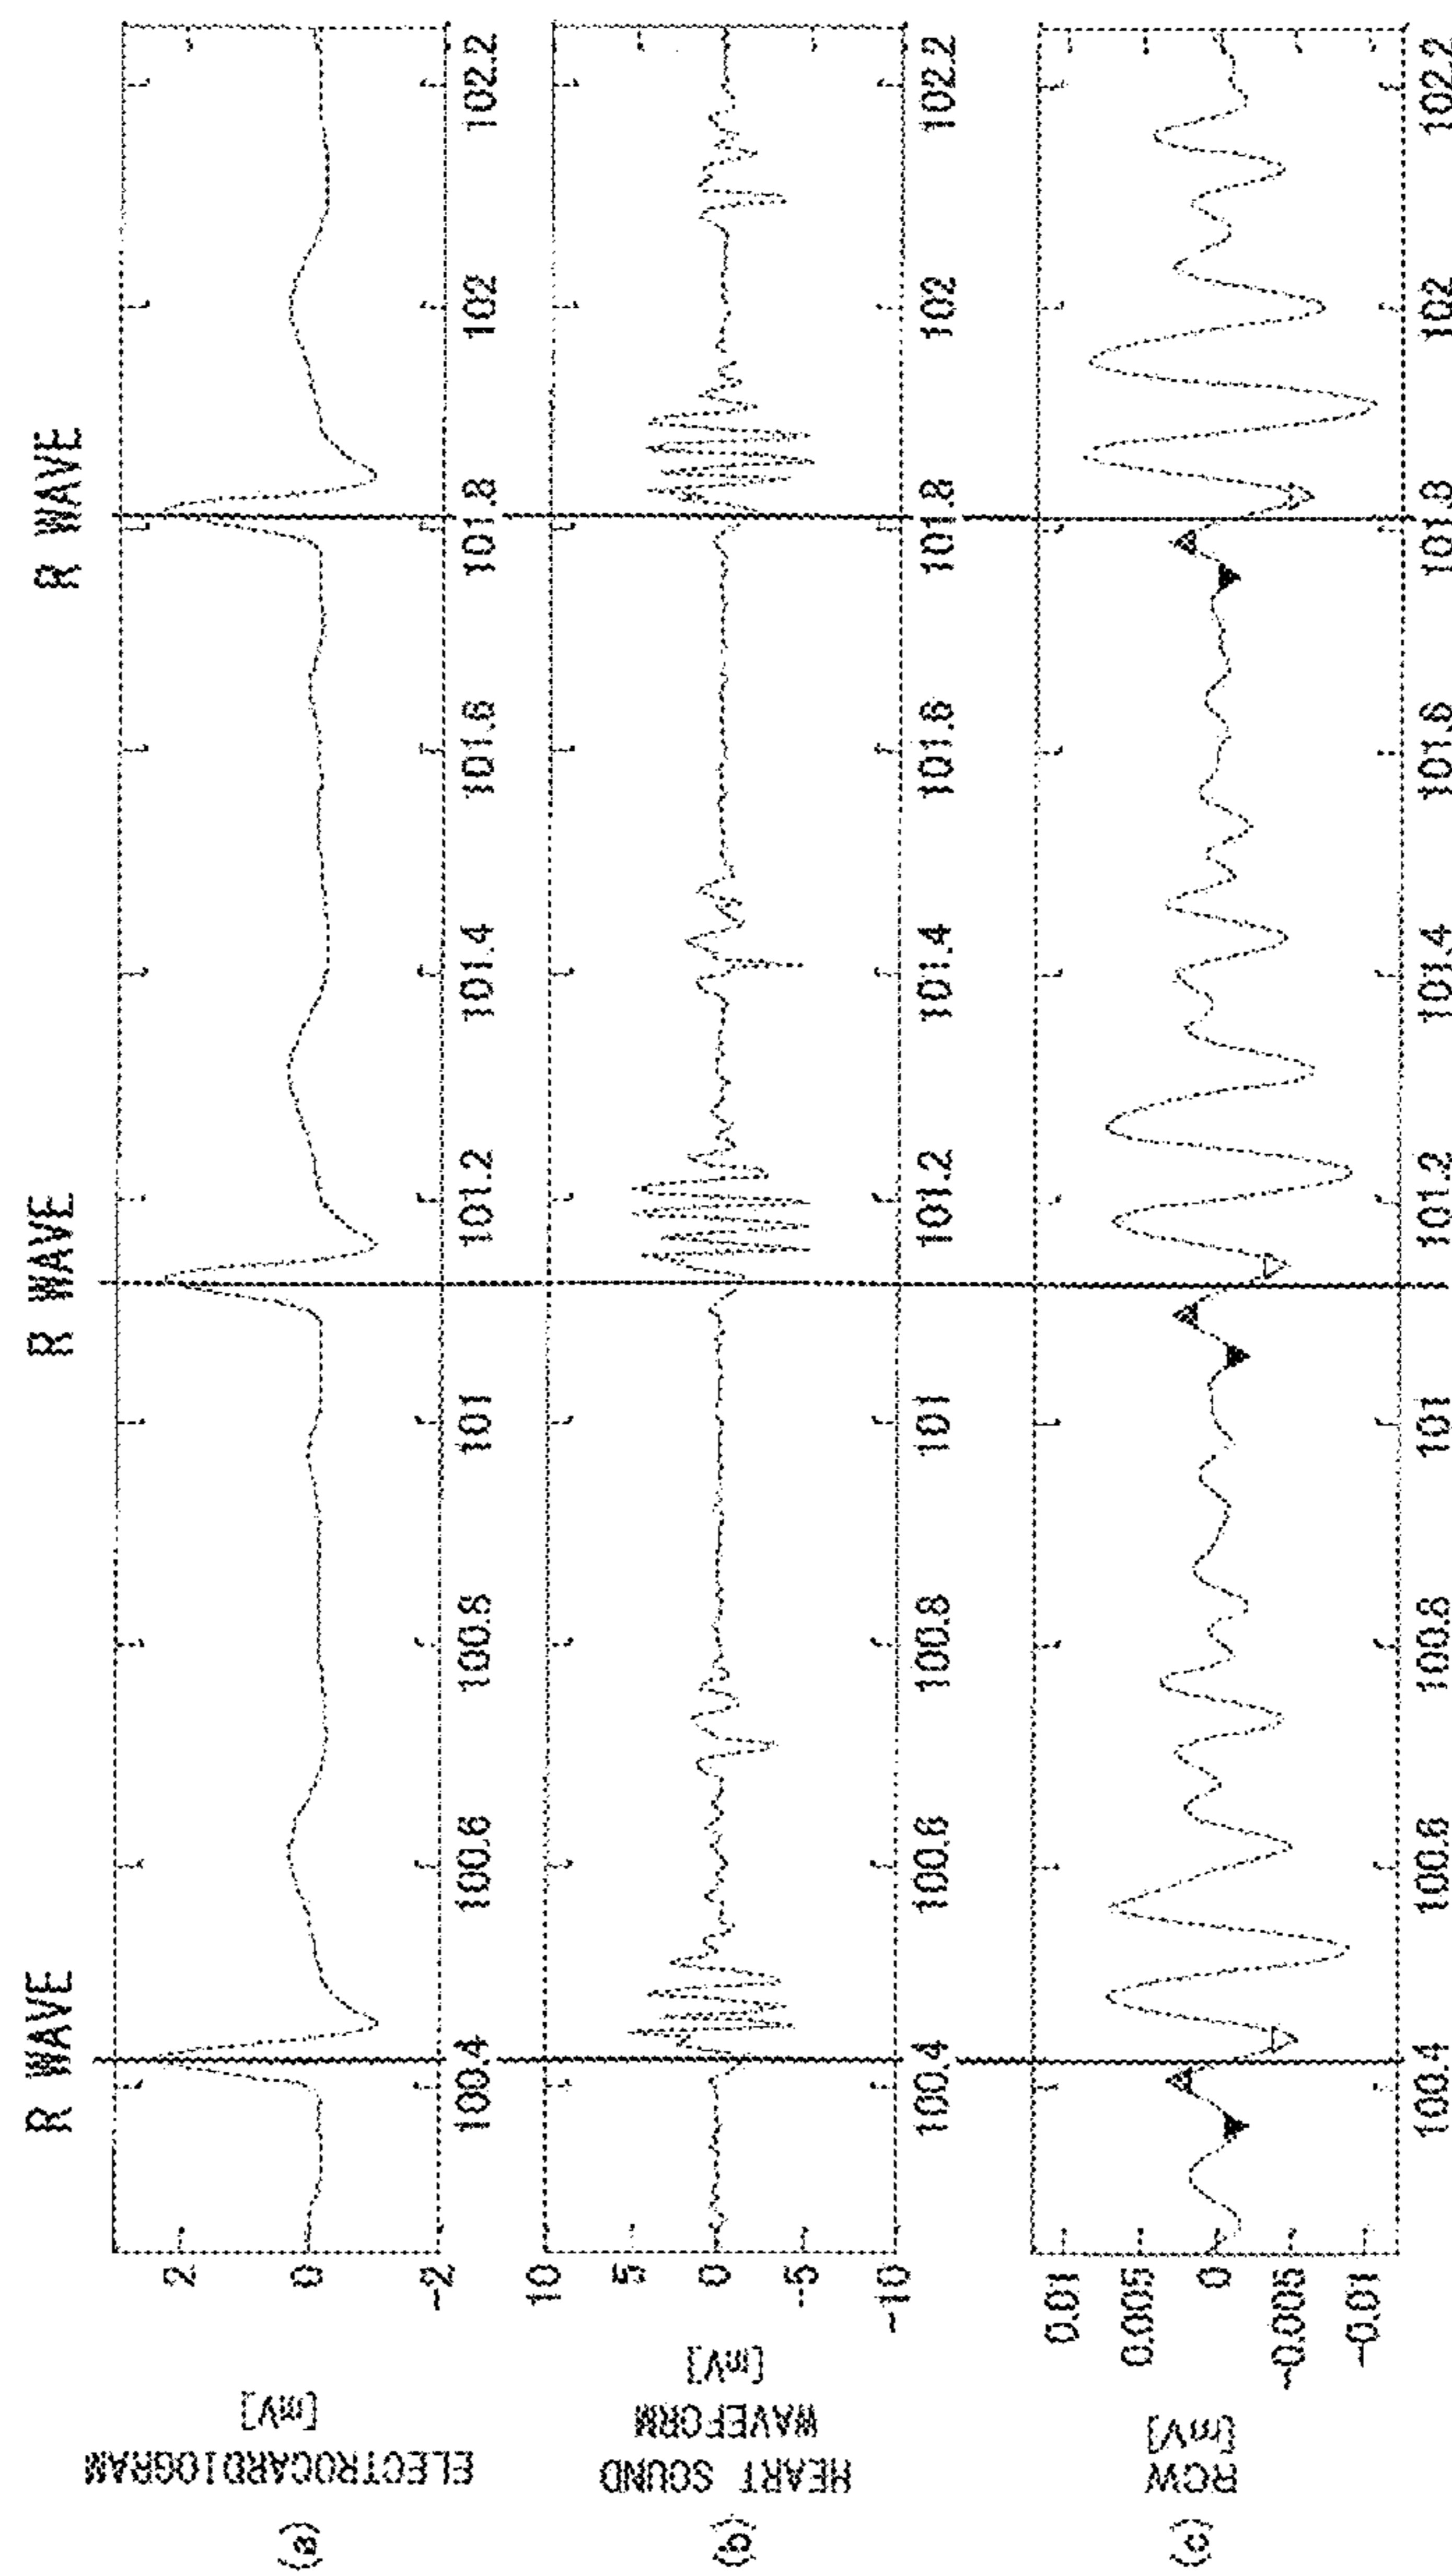 R WAVE R WAVE R WAVE
(a) ELECTROCARDIOGRAM
[mV]
2
0
-2
100.4 100.6 100.8 101 101.2 101.4 101.6 101.8 102 102.2
(b) HEART SOUND
WAVEFORM
[mV]
10
5
0
-5
-10
100.4 100.6 100.8 101 101.2 101.4 101.6 101.8 102 102.2
(c) RCW
[mV]
0.01
0.005
0
-0.005
-0.01
100.4 100.6 100.8 101 101.2 101.4 101.6 101.8 102 102.2